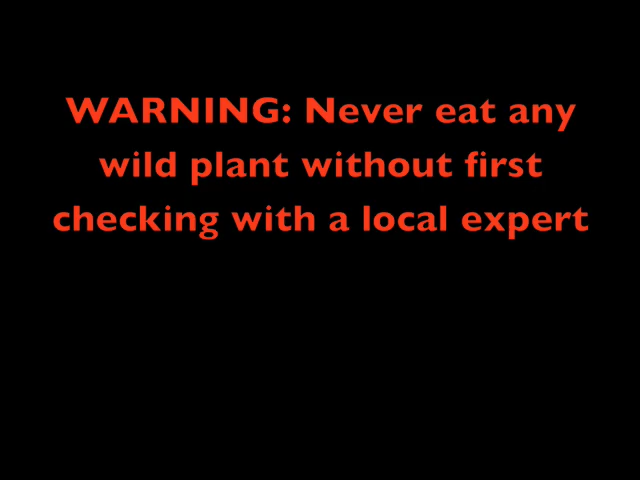 WARNING: Never eat any
wild plant without first
checking with a local expert